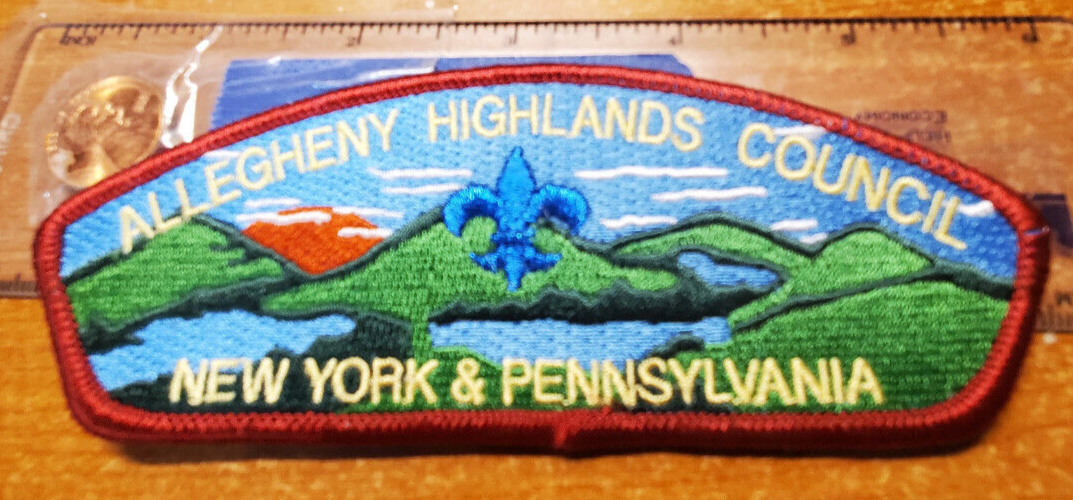 ALLEGHENY HIGHLANDS COUNCIL
NEW YORK & PENNSYLVANIA